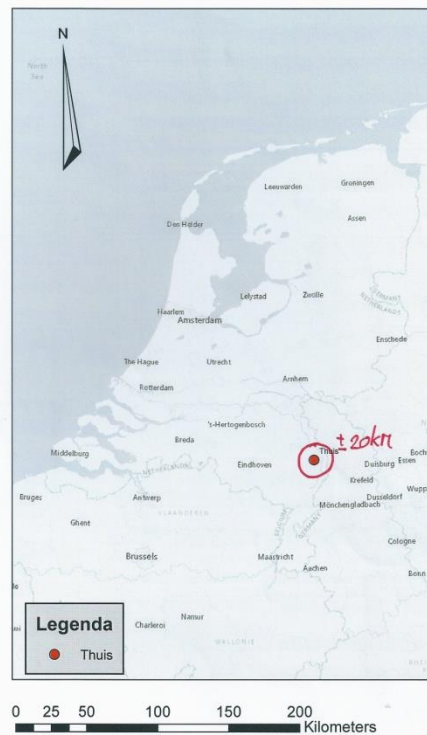 N
North
Sea
Leeuwarden
Groningen
Assen
Den Helder
Lelystad
Zwolle
Haarlem
Amsterdam
Enschede
The Hague
Utrecht
Rotterdam
Arnhem
's-Hertogenbosch
± 20km
Breda
Thuis
Middelburg
Eindhoven
Duisburg
Essen
Krefeld
Bruges
Antwerp
Dusseldorf
Mönchengladbach
Ghent
VLAANDEREN
Brussels
Maastricht
Cologne
Aachen
Bonn
Namur
Charleroi
WALLONIE
Legenda
Thuis
0 25 50 100 150 200
Kilometers